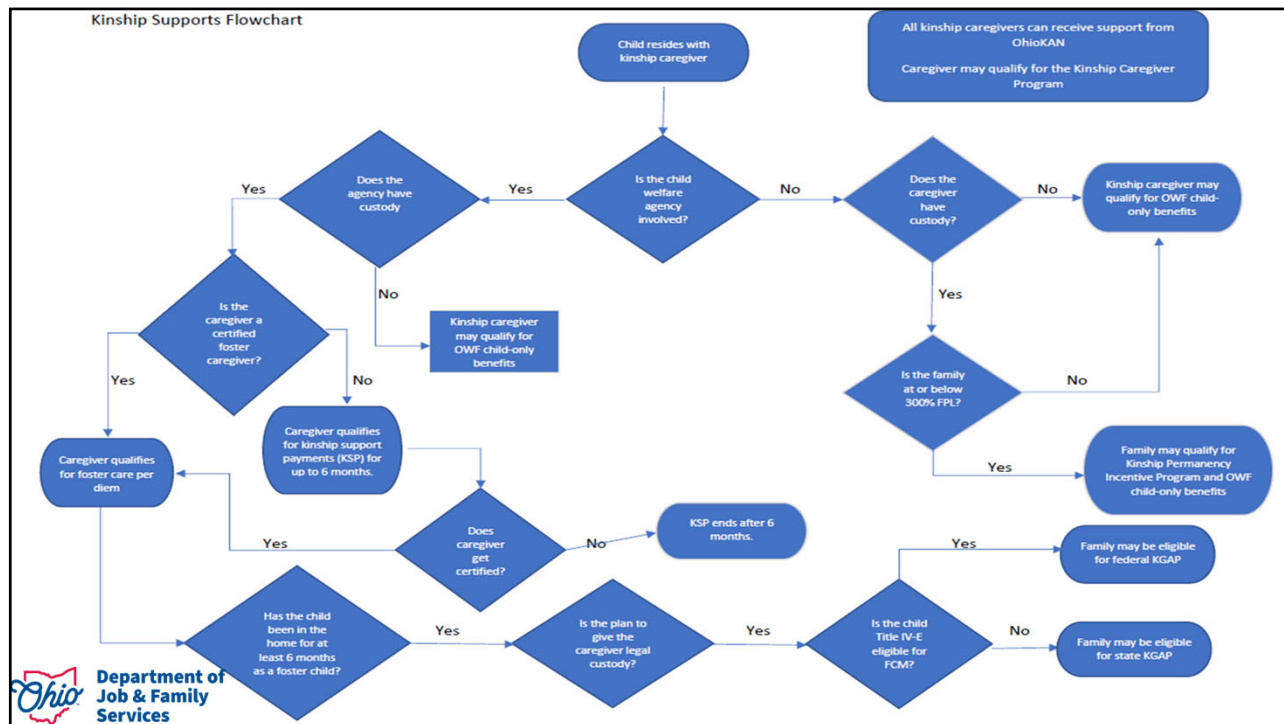 Kinship Supports Flowchart
Child resides with
kinship caregiver
All kinship caregivers can receive support from
OhioKAN
Caregiver may qualify for the Kinship Caregiver
Program
Does the
agency have
custody
Yes
Yes
Is the child
welfare
agency
involved?
No
Does the
caregiver
have
custody?
No
Kinship caregiver may
qualify for OWF child-
only benefits
No
Yes
Is the
caregiver a
certified
foster
caregiver?
Kinship caregiver
may qualify for
OWF child-only
benefits
Yes
No
Is the family
at or below
300% FPL?
No
Caregiver qualifies
for foster care per
diem
Caregiver qualifies
for kinship support
payments (KSP) for
up to 6 months.
Yes
Family may qualify for
Kinship Permanency
Incentive Program and OWF
child-only benefits
Yes
Does
caregiver
get
certified?
No
KSP ends after 6
months.
Yes
Family may be eligible
for federal KGAP
Has the child
been in the
home for at
least 6 months
as a foster child?
Yes
Is the plan to
give the
caregiver legal
custody?
Yes
Is the child
Title IV-E
eligible for
FCM?
No
Family may be eligible
for state KGAP
Ohio
Department of
Job & Family
Services